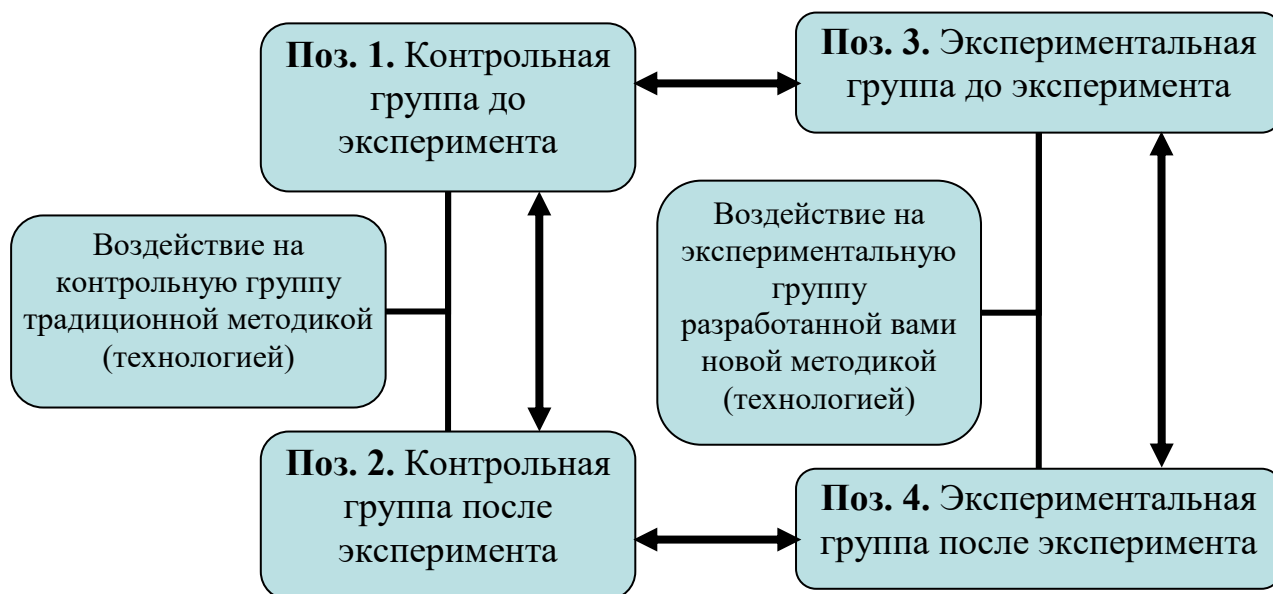 Поз. 1. Контрольная
группа до
эксперимента
Поз. 3. Экспериментальная
группа до эксперимента
Воздействие на
контрольную группу
традиционной методикой
(технологией)
Воздействие на
экспериментальную
группу
разработанной вами
новой методикой
(технологией)
Поз. 2. Контрольная
группа после
эксперимента
Поз. 4. Экспериментальная
группа после эксперимента